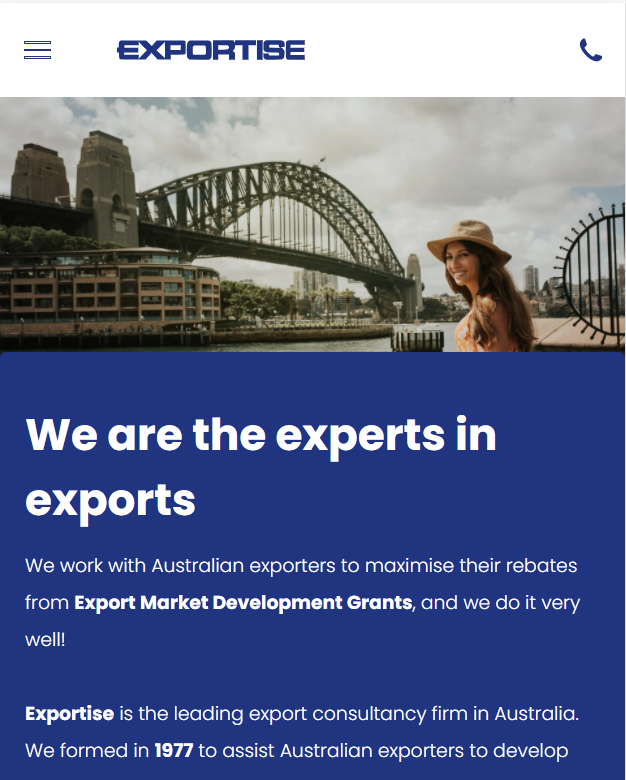 EXPORTISE
We are the experts in
exports
We work with Australian exporters to maximise their rebates
from Export Market Development Grants, and we do it very
well!
Exportise is the leading export consultancy firm in Australia.
We formed in 1977 to assist Australian exporters to develop